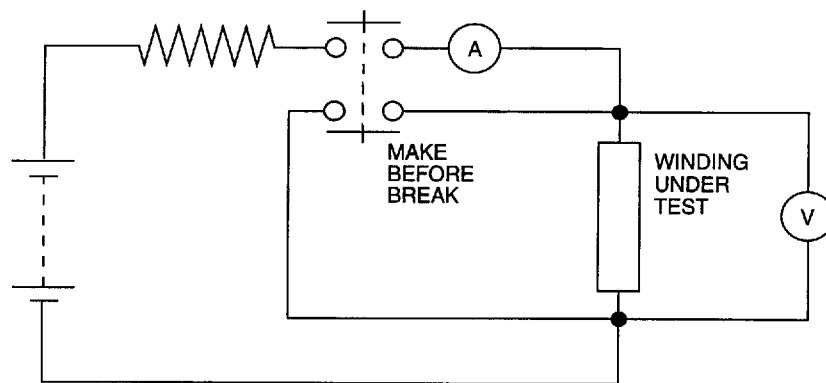 A
MAKE
BEFORE
BREAK
WINDING
UNDER
TEST
V